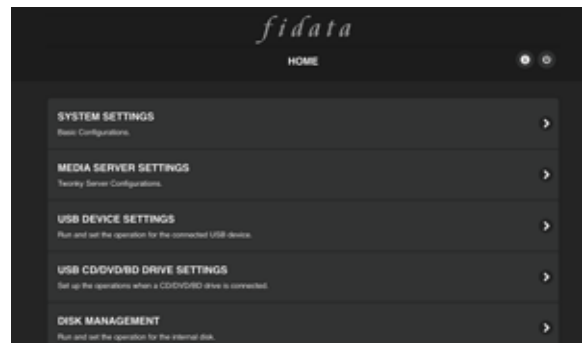 fidata
HOME
SYSTEM SETTINGS
Basic Configurations.
MEDIA SERVER SETTINGS
Twonky Server Configurations.
USB DEVICE SETTINGS
Run and set the operation for the connected USB device.
USB CD/DVD/BD DRIVE SETTINGS
Set up the operations when a CD/DVD/BD drive is connected.
DISK MANAGEMENT
Run and set the operation for the internal disk.